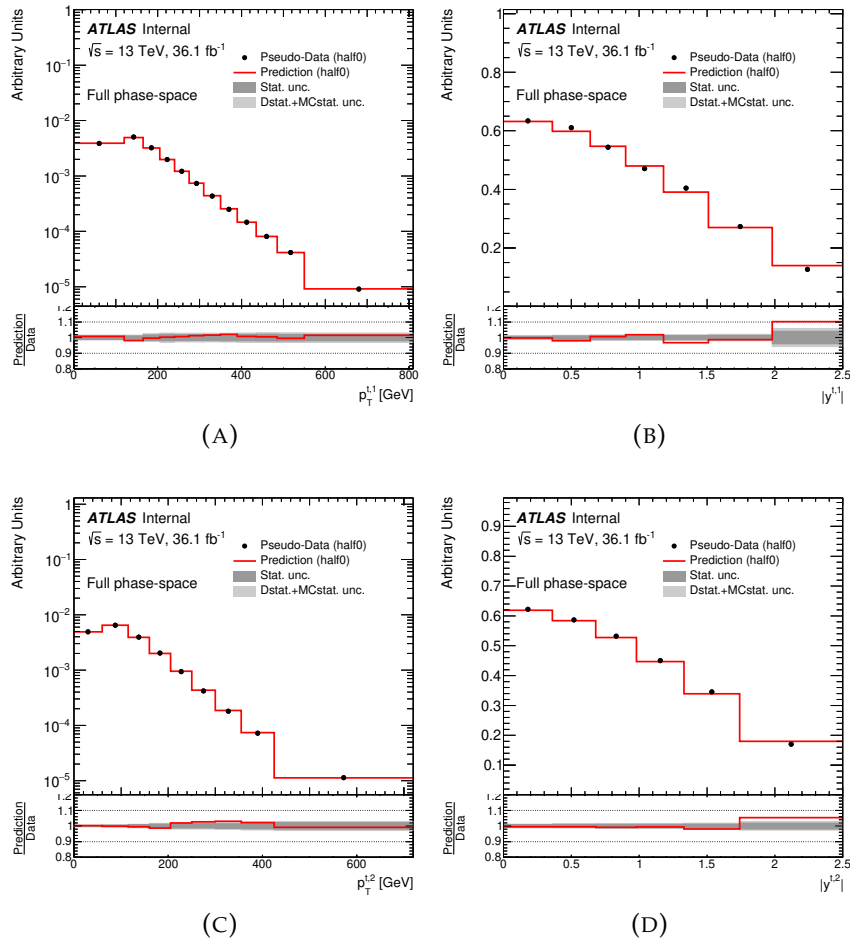 ATLAS Internal
√s = 13 TeV, 36.1 fb⁻¹
Full phase-space
Pseudo-Data (half0)
Prediction (half0)
Stat. unc.
Dstat.+MCstat. unc.
Arbitrary Units
1
10⁻¹
10⁻²
10⁻³
10⁻⁴
10⁻⁵
Prediction
Data
1.2
1.1
1
0.9
0.8
0 200 400 600 800
p_T^{t,1} [GeV]
(A)
ATLAS Internal
√s = 13 TeV, 36.1 fb⁻¹
Full phase-space
Pseudo-Data (half0)
Prediction (half0)
Stat. unc.
Dstat.+MCstat. unc.
Arbitrary Units
1
0.8
0.6
0.4
0.2
Prediction
Data
1.2
1.1
1
0.9
0.8
0 0.5 1 1.5 2 2.5
|y^{t,1}|
(B)
ATLAS Internal
√s = 13 TeV, 36.1 fb⁻¹
Full phase-space
Pseudo-Data (half0)
Prediction (half0)
Stat. unc.
Dstat.+MCstat. unc.
Arbitrary Units
1
10⁻¹
10⁻²
10⁻³
10⁻⁴
10⁻⁵
Prediction
Data
1.2
1.1
1
0.9
0.8
0 200 400 600
p_T^{t,2} [GeV]
(C)
ATLAS Internal
√s = 13 TeV, 36.1 fb⁻¹
Full phase-space
Pseudo-Data (half0)
Prediction (half0)
Stat. unc.
Dstat.+MCstat. unc.
Arbitrary Units
0.9
0.8
0.7
0.6
0.5
0.4
0.3
0.2
0.1
Prediction
Data
1.2
1.1
1
0.9
0.8
0 0.5 1 1.5 2 2.5
|y^{t,2}|
(D)